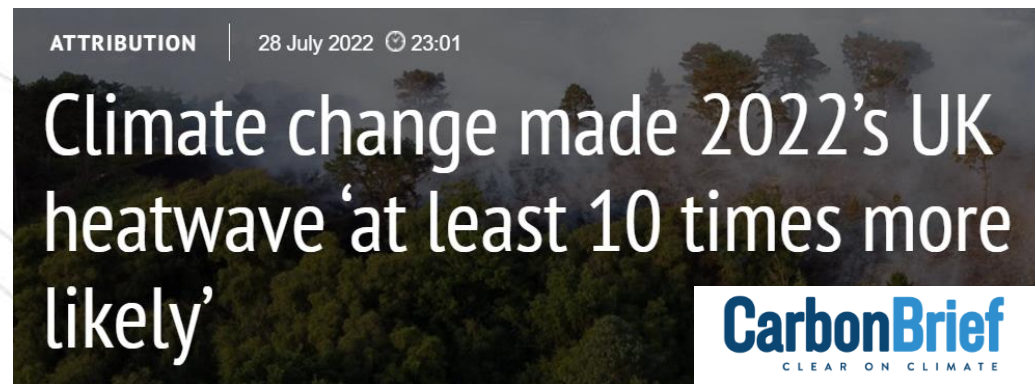 ATTRIBUTION 28 July 2022 23:01
Climate change made 2022’s UK
heatwave ‘at least 10 times more
likely’
CarbonBrief
CLEAR ON CLIMATE